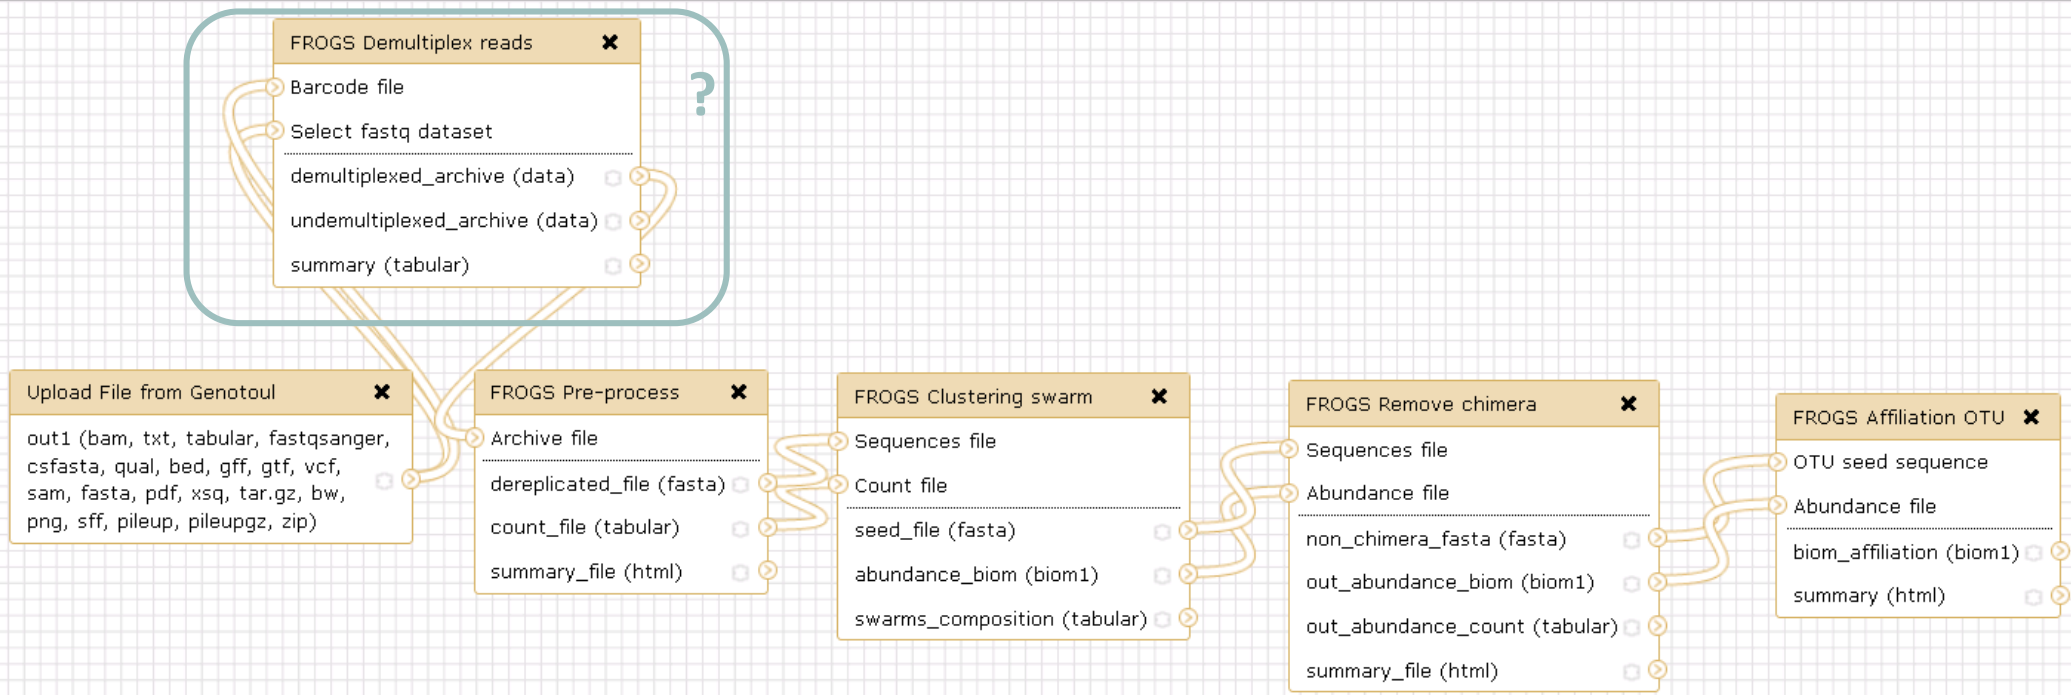 FROGS Demultiplex reads
Barcode file
Select fastq dataset
demultiplexed_archive (data)
undemultiplexed_archive (data)
summary (tabular)
?
Upload File from Genotoul
out1 (bam, txt, tabular, fastqsanger,
csfasta, qual, bed, gff, gtf, vcf,
sam, fasta, pdf, xsq, tar.gz, bw,
png, sff, pileup, pileupgz, zip)
FROGS Pre-process
Archive file
dereplicated_file (fasta)
count_file (tabular)
summary_file (html)
FROGS Clustering swarm
Sequences file
Count file
seed_file (fasta)
abundance_biom (biom1)
swarms_composition (tabular)
FROGS Remove chimera
Sequences file
Abundance file
non_chimera_fasta (fasta)
out_abundance_biom (biom1)
out_abundance_count (tabular)
summary_file (html)
FROGS Affiliation OTU
OTU seed sequence
Abundance file
biom_affiliation (biom1)
summary (html)